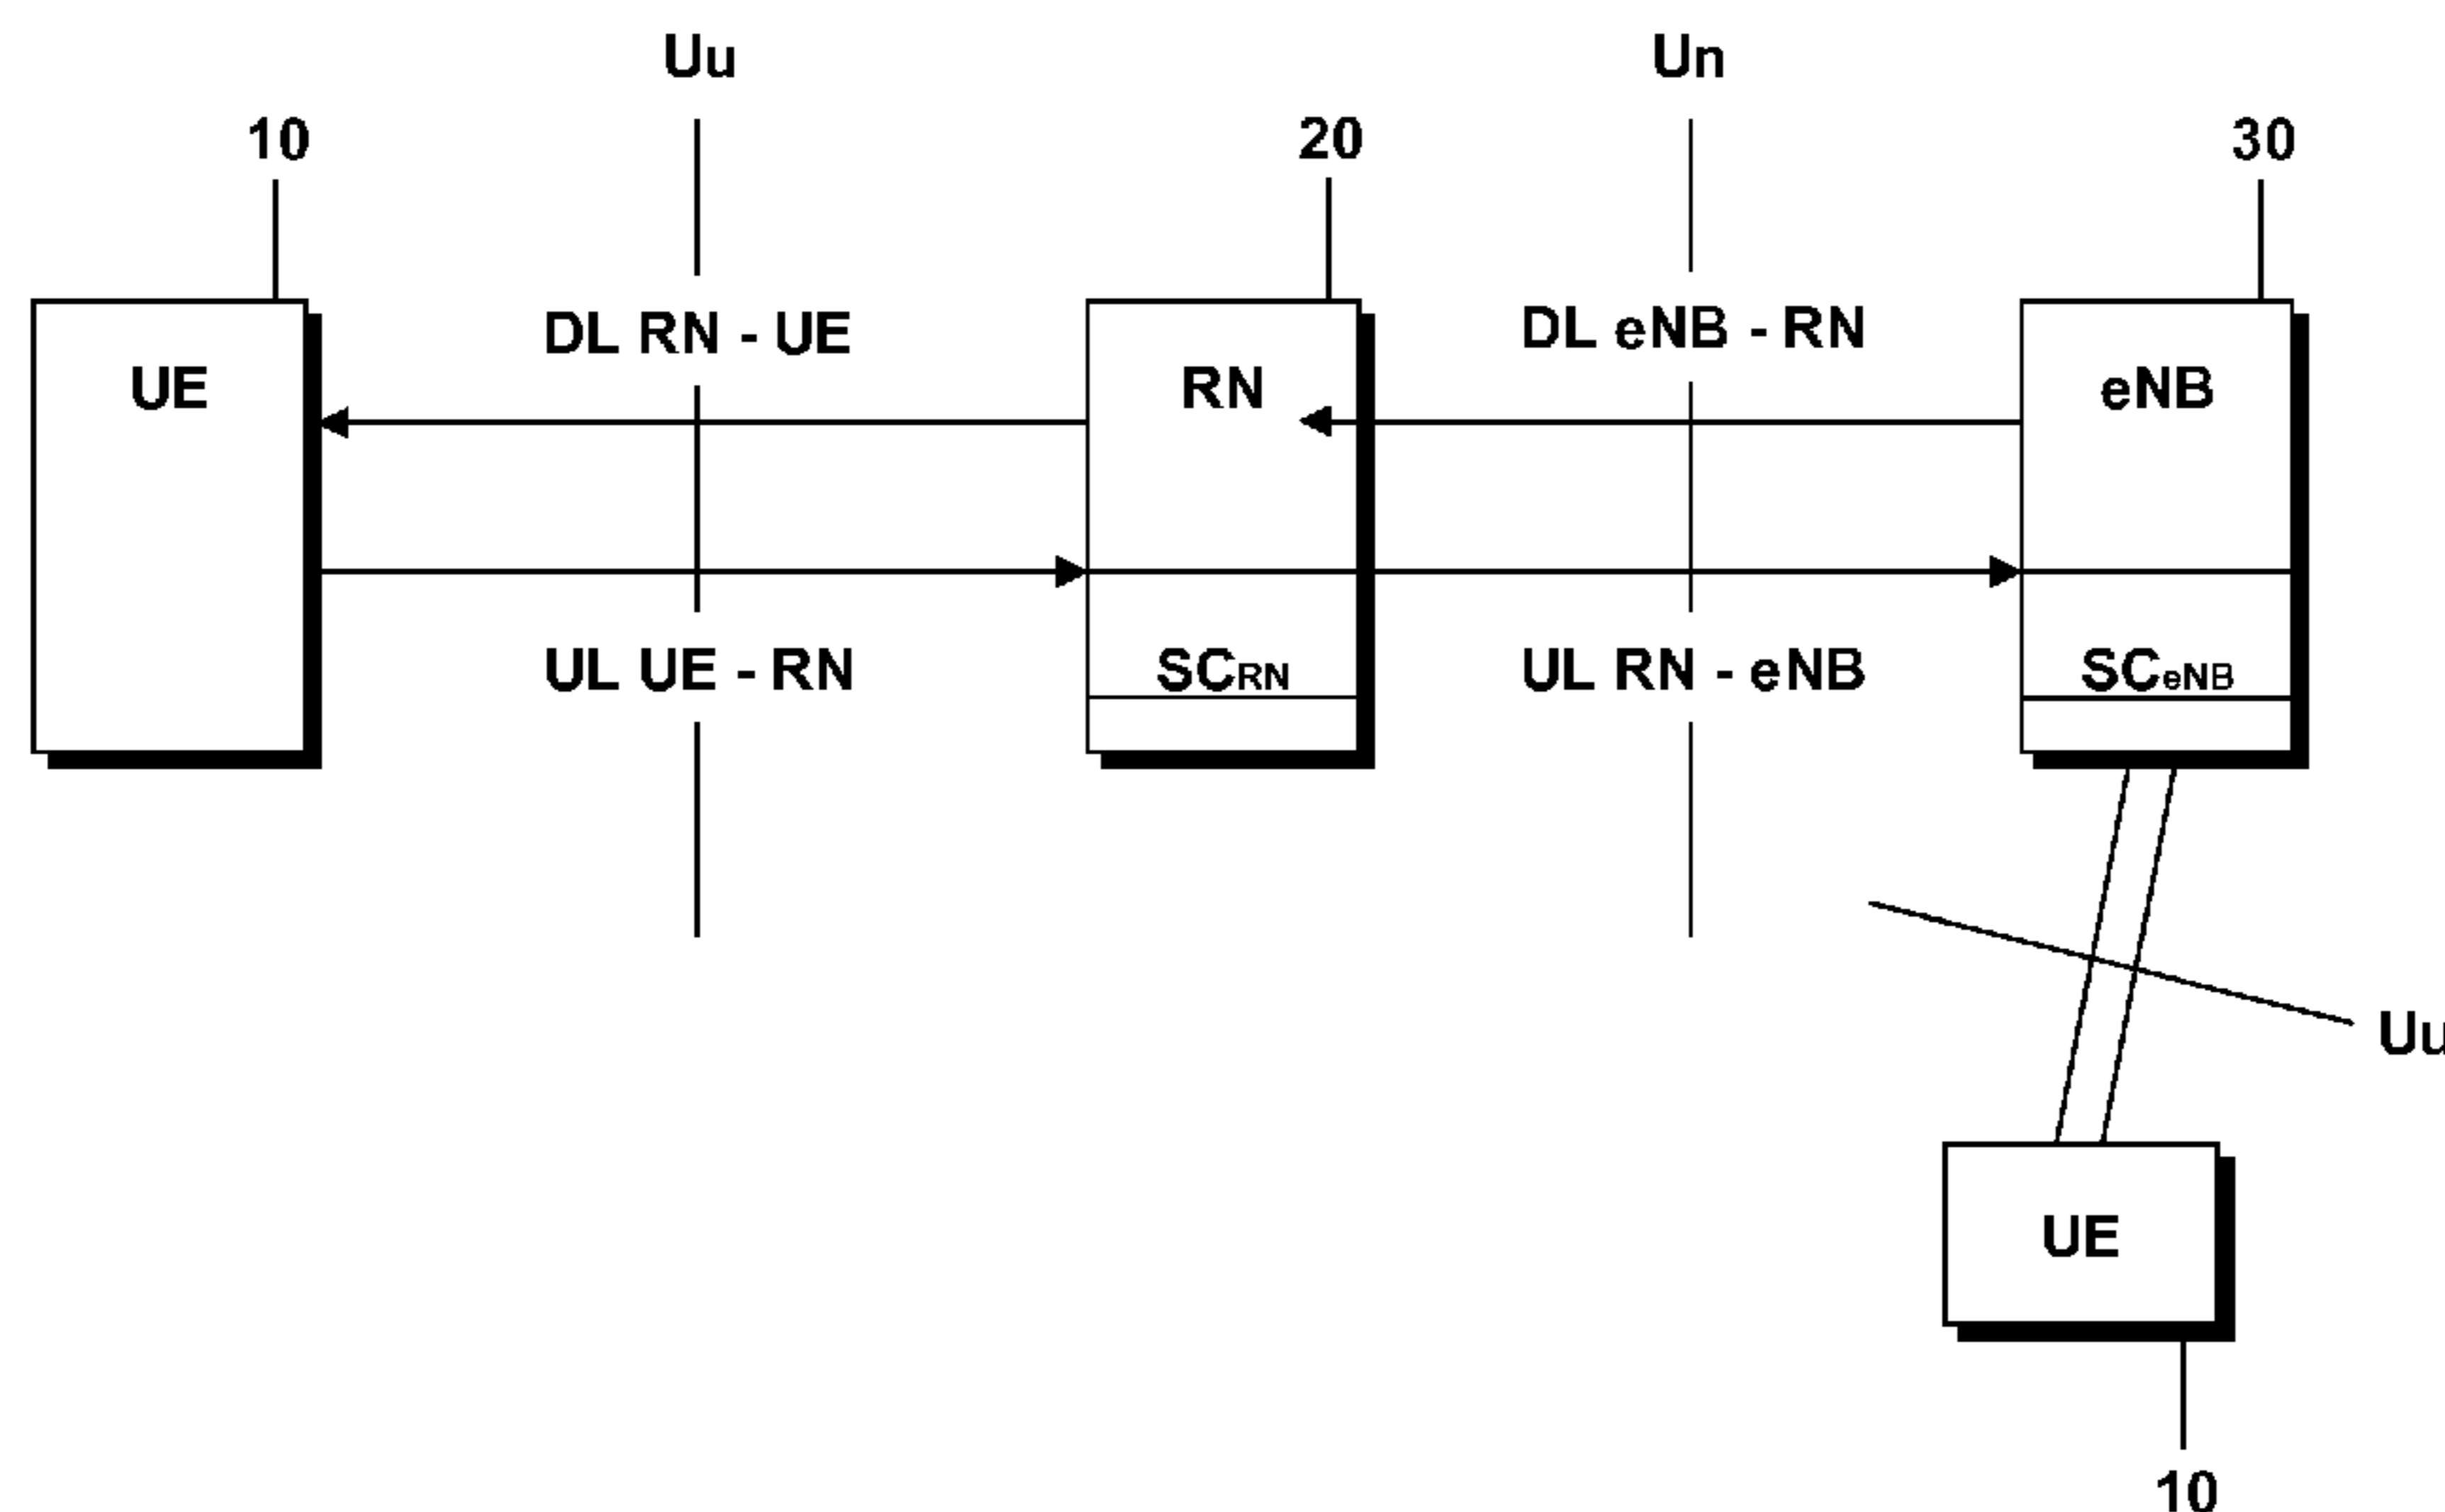 Uu Un
10 20 30
DL RN - UE DL eNB - RN
UE RN eNB
UL UE - RN SCRN UL RN - eNB SCeNB
Uu
UE
10